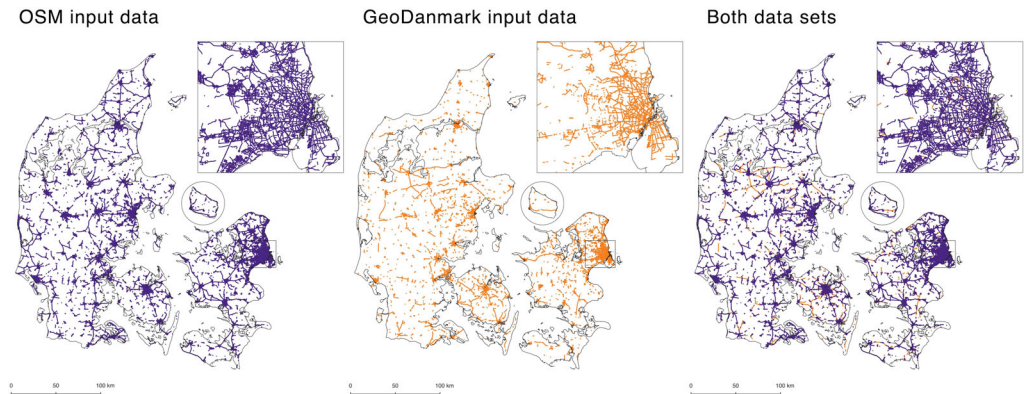 OSM input data
GeoDanmark input data
Both data sets
0 50 100 km
0 50 100 km
0 50 100 km